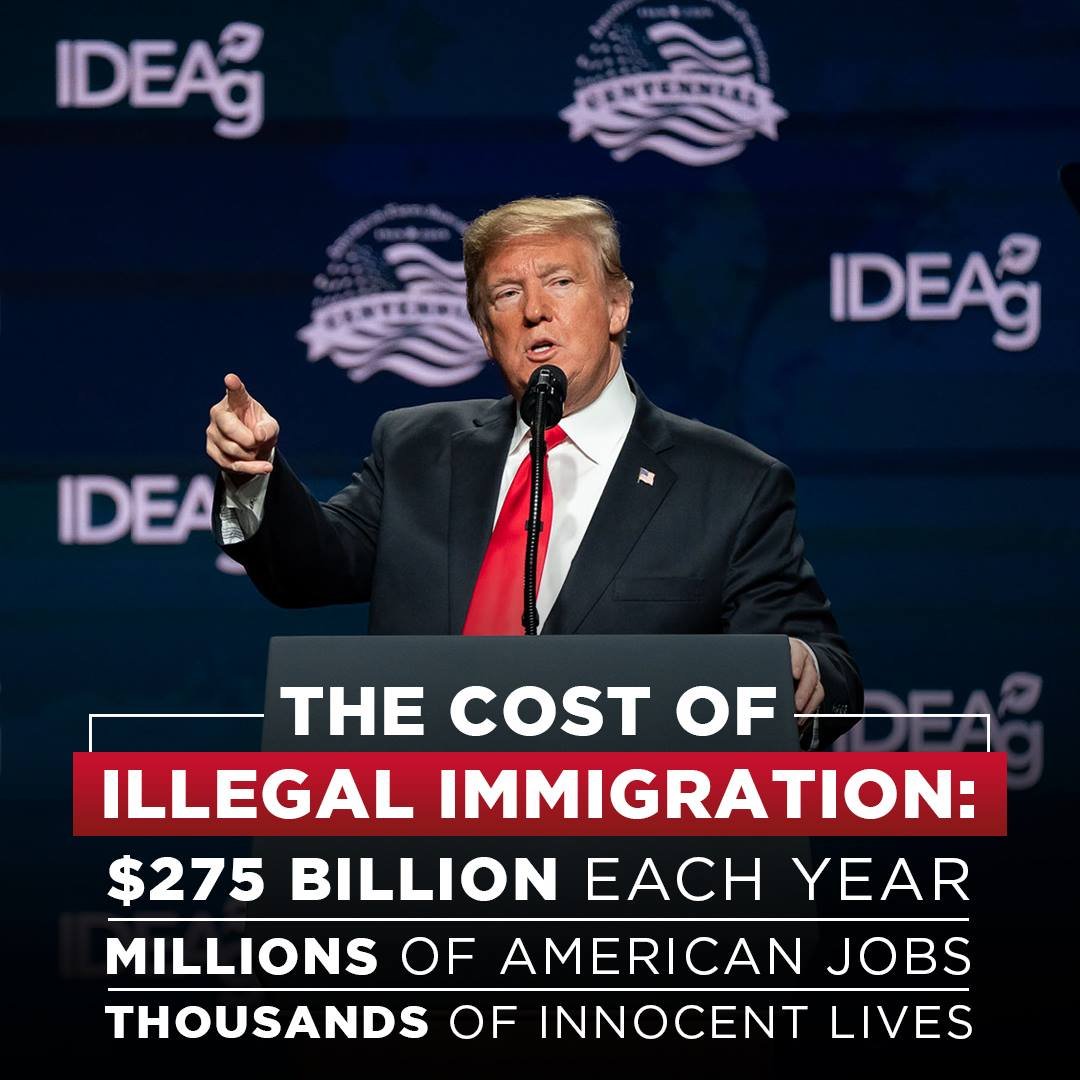 IDEAg
CENTENNIAL
CENTENNIAL
IDEAg
IDEAg
IDEAg
THE COST OF
ILLEGAL IMMIGRATION:
$275 BILLION EACH YEAR
MILLIONS OF AMERICAN JOBS
THOUSANDS OF INNOCENT LIVES